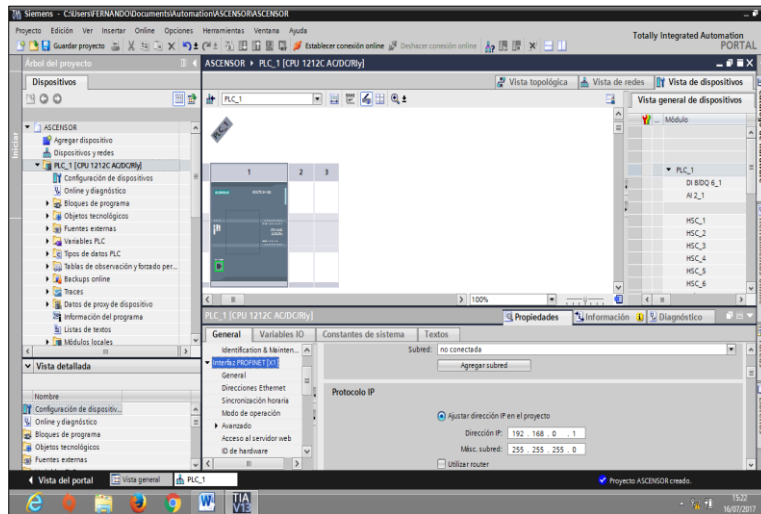 Siemens - C:\Users\FERNANDO\Documents\Automation\ASCENSOR\ASCENSOR
Proyecto Edición Ver Insertar Online Opciones Herramientas Ventana Ayuda
Guardar proyecto
Establecer conexión online
Deshacer conexión online
Totally Integrated Automation
PORTAL
Árbol del proyecto
ASCENSOR PLC_1 [CPU 1212C AC/DC/Rly]
Dispositivos
Vista topológica
Vista de redes
Vista de dispositivos
PLC_1
Vista general de dispositivos
Módulo
Iniciar
ASCENSOR
Agregar dispositivo
Dispositivos y redes
PLC_1 [CPU 1212C AC/DC/Rly]
Configuración de dispositivos
Online y diagnóstico
Bloques de programa
Objetos tecnológicos
Fuentes externas
Variables PLC
Tipos de datos PLC
Tablas de observación y forzado per...
Backups online
Traces
Datos de proxy de dispositivo
Información del programa
Listas de textos
Módulos locales
PLC_1
1 2 3
PLC_1
DI 8/DQ 6_1
AI 2_1
HSC_1
HSC_2
HSC_3
HSC_4
HSC_5
HSC_6
100%
PLC_1 [CPU 1212C AC/DC/Rly]
Propiedades
Información
Diagnóstico
General
Variables IO
Constantes de sistema
Textos
Identification & Mainten...
Interfaz PROFINET [X1]
General
Direcciones Ethernet
Sincronización horaria
Modo de operación
Avanzado
Acceso al servidor web
ID de hardware
Subred: no conectada
Agregar subred
Protocolo IP
Ajustar dirección IP en el proyecto
Dirección IP: 192 . 168 . 0 . 1
Másc. subred: 255 . 255 . 255 . 0
Utilizar router
Vista detallada
Nombre
Configuración de dispositiv...
Online y diagnóstico
Bloques de programa
Objetos tecnológicos
Fuentes externas
Vista del portal
Vista general
PLC_1
Proyecto ASCENSOR creado.
TIA
V13
15:22
16/07/2017